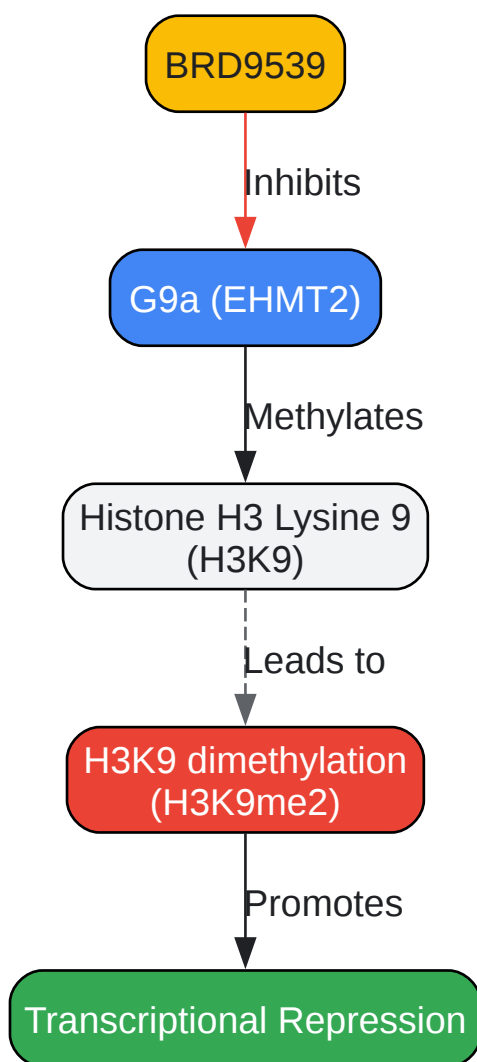 BRD9539
Inhibits
G9a (EHMT2)
Methylates
Histone H3 Lysine 9
(H3K9)
Leads to
H3K9 dimethylation
(H3K9me2)
Promotes
Transcriptional Repression